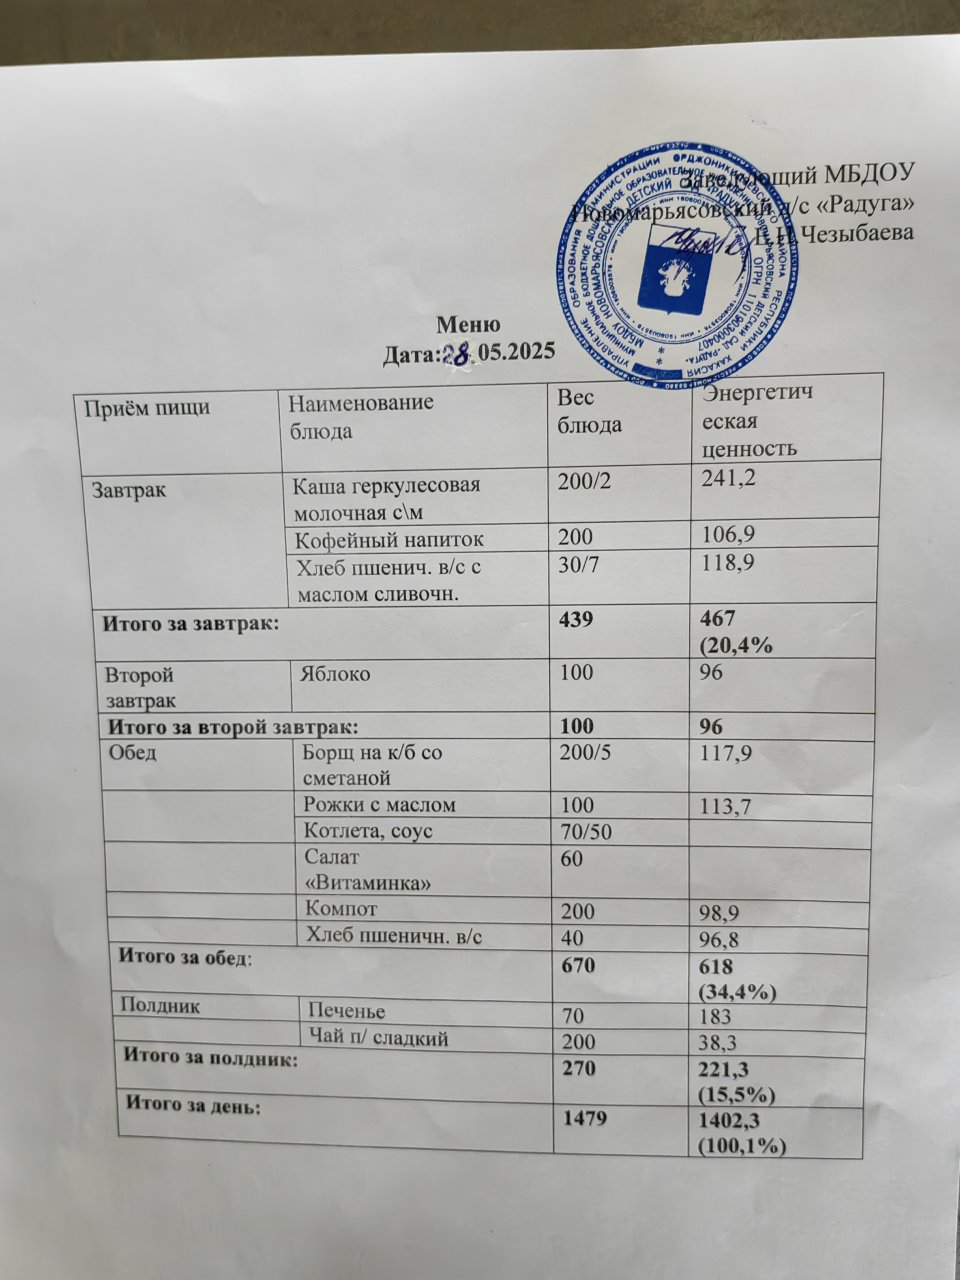 Заведующий МБДОУ
Новомарьясовский д/с «Радуга»
Е.Н.Чезыбаева
Меню
Дата:28.05.2025
Приём пищи Наименование блюда Вес блюда Энергетич еская ценность
Завтрак Каша геркулесовая молочная с\м 200/2 241,2
Кофейный напиток 200 106,9
Хлеб пшенич. в/с с маслом сливочн. 30/7 118,9
Итого за завтрак: 439 467 (20,4%
Второй завтрак Яблоко 100 96
Итого за второй завтрак: 100 96
Обед Борщ на к/б со сметаной 200/5 117,9
Рожки с маслом 100 113,7
Котлета, соус 70/50
Салат «Витаминка» 60
Компот 200 98,9
Хлеб пшеничн. в/с 40 96,8
Итого за обед: 670 618 (34,4%)
Полдник Печенье 70 183
Чай п/ сладкий 200 38,3
Итого за полдник: 270 221,3 (15,5%)
Итого за день: 1479 1402,3 (100,1%)